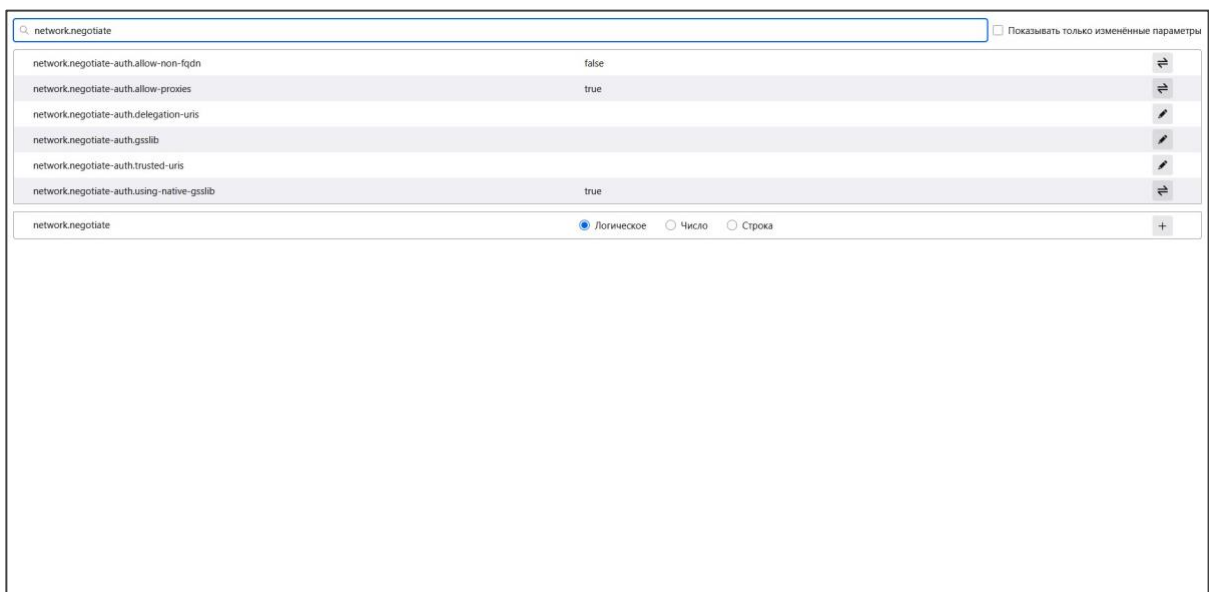 network.negotiate Показывать только изменённые параметры
network.negotiate-auth.allow-non-fqdn false
network.negotiate-auth.allow-proxies true
network.negotiate-auth.delegation-uris
network.negotiate-auth.gsslib
network.negotiate-auth.trusted-uris
network.negotiate-auth.using-native-gsslib true
network.negotiate Логическое Число Строка